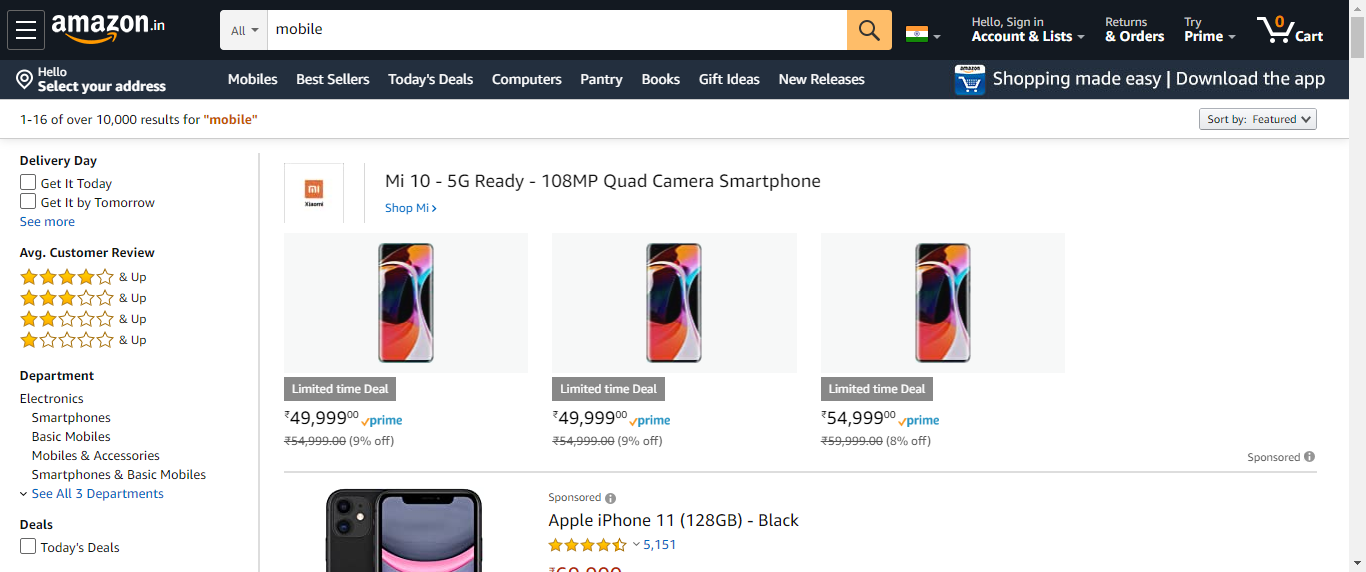 amazon.in
All
mobile
Hello, Sign in
Account & Lists
Returns
& Orders
Try
Prime
0
Cart
Hello
Select your address
Mobiles
Best Sellers
Today's Deals
Computers
Pantry
Books
Gift Ideas
New Releases
amazon
Shopping made easy | Download the app
1-16 of over 10,000 results for "mobile"
Sort by: Featured
Delivery Day
Get It Today
Get It by Tomorrow
See more
Avg. Customer Review
& Up
& Up
& Up
& Up
Department
Electronics
Smartphones
Basic Mobiles
Mobiles & Accessories
Smartphones & Basic Mobiles
See All 3 Departments
Deals
Today's Deals
mi
Xiaomi
Mi 10 - 5G Ready - 108MP Quad Camera Smartphone
Shop Mi
Limited time Deal
₹49,99900 prime
₹54,999.00 (9% off)
Limited time Deal
₹49,99900 prime
₹54,999.00 (9% off)
Limited time Deal
₹54,99900 prime
₹59,999.00 (8% off)
Sponsored
Sponsored
Apple iPhone 11 (128GB) - Black
5,151